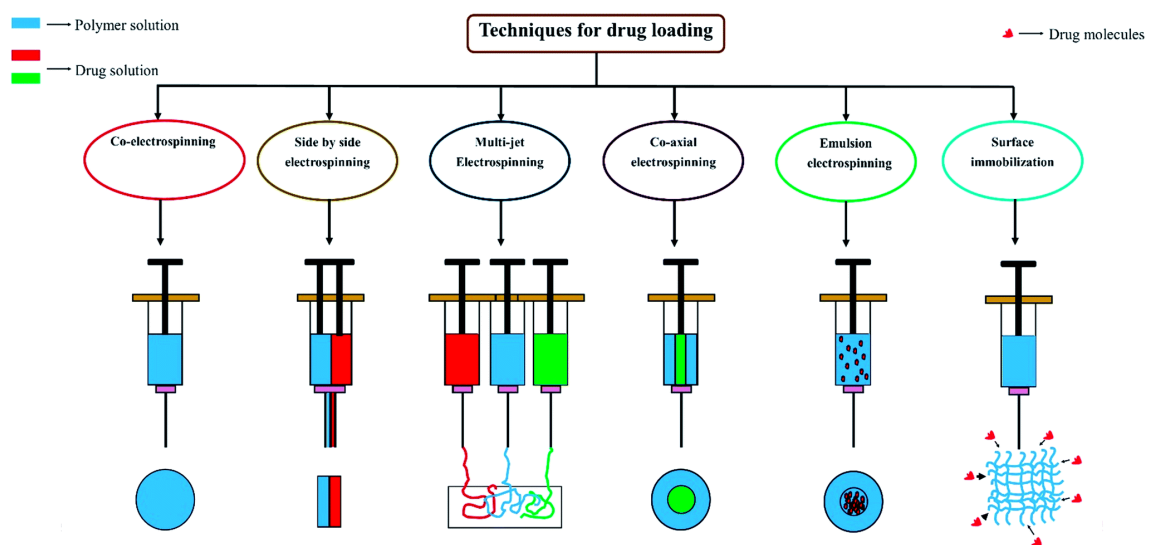 Techniques for drug loading
Polymer solution
Drug solution
Drug molecules
Co-electrospinning
Side by side
electrospinning
Multi-jet
Electrospinning
Co-axial
electrospinning
Emulsion
electrospinning
Surface
immobilization